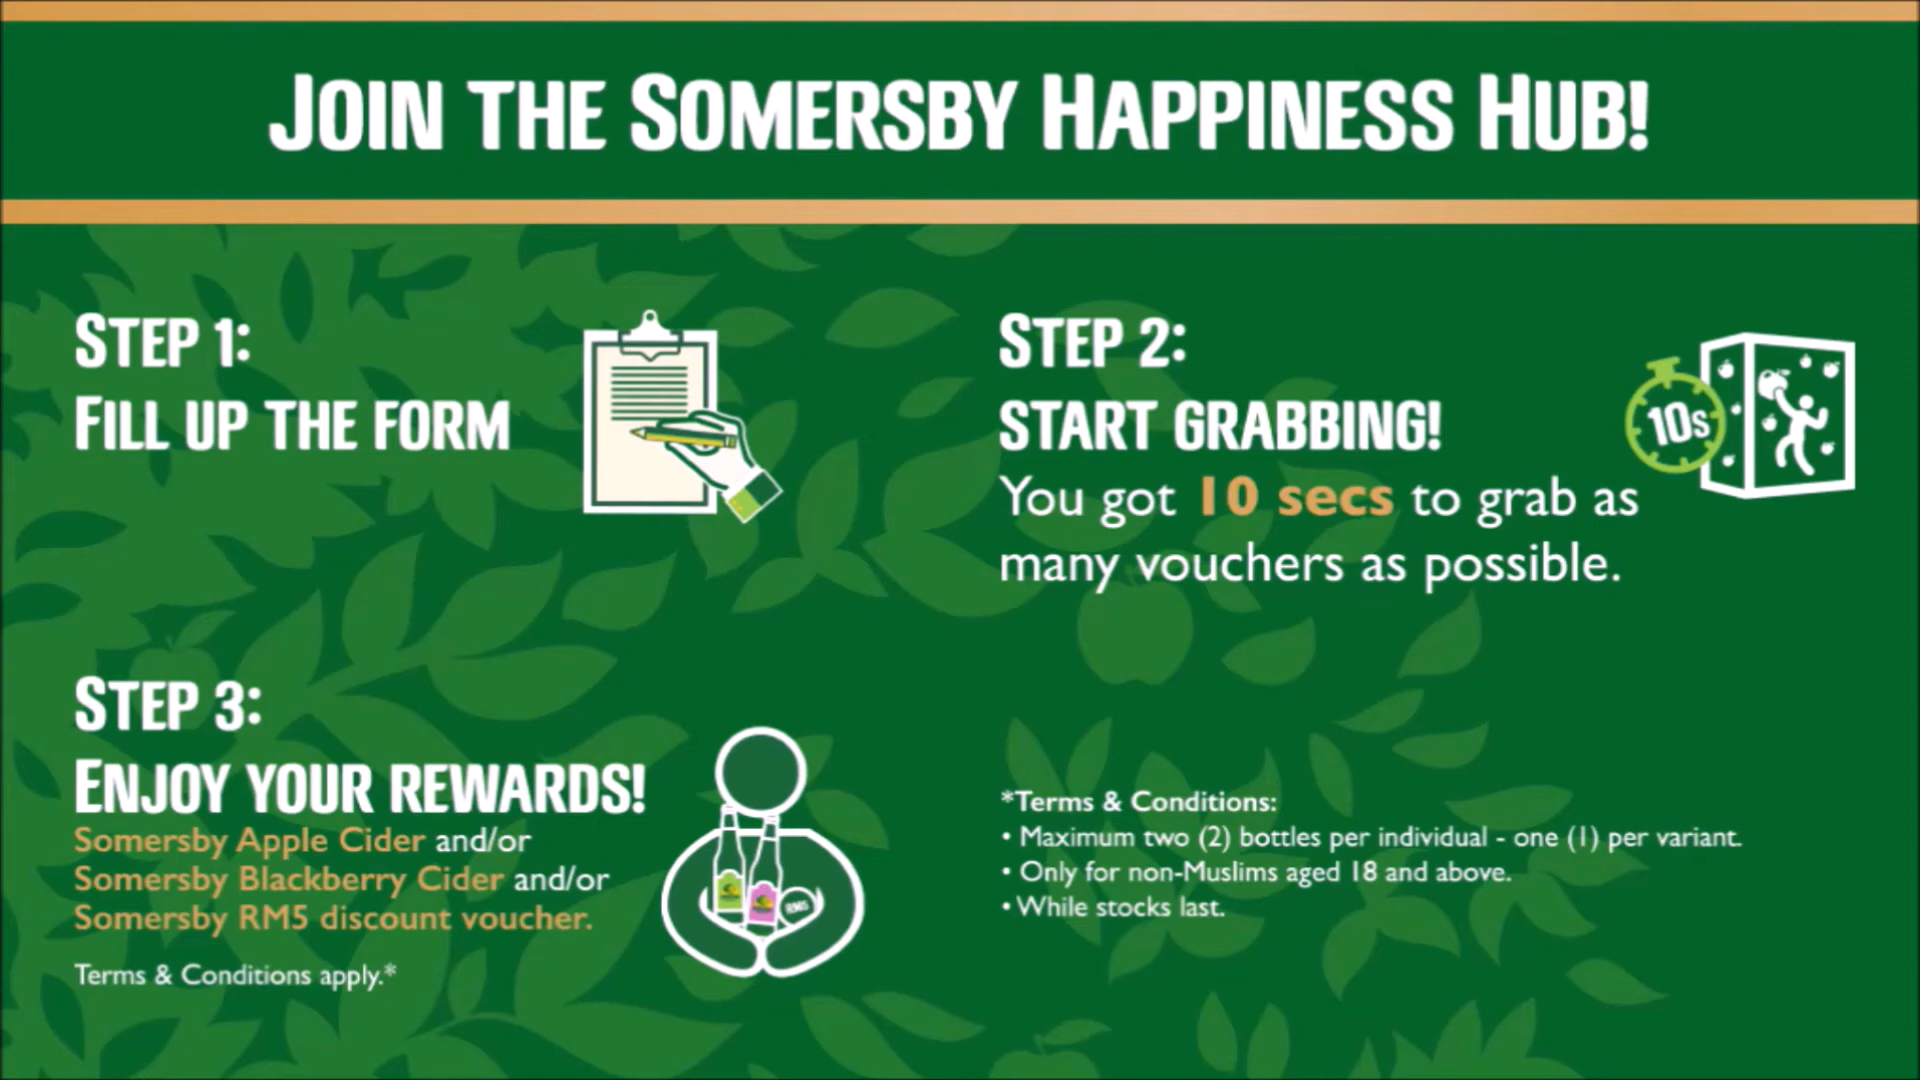 JOIN THE SOMERSBY HAPPINESS HUB!
STEP 1:
FILL UP THE FORM
STEP 2:
START GRABBING!
You got 10 secs to grab as
many vouchers as possible.
10s
STEP 3:
ENJOY YOUR REWARDS!
Somersby Apple Cider and/or
Somersby Blackberry Cider and/or
Somersby RM5 discount voucher.
Terms & Conditions apply.*
RM5
*Terms & Conditions:
• Maximum two (2) bottles per individual - one (1) per variant.
• Only for non-Muslims aged 18 and above.
• While stocks last.